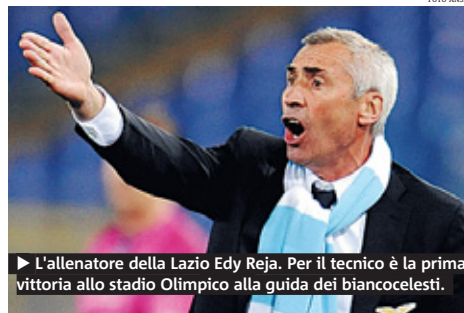 ▶ L'allenatore della Lazio Edy Reja. Per il tecnico è la prima
vittoria allo stadio Olimpico alla guida dei biancocelesti.